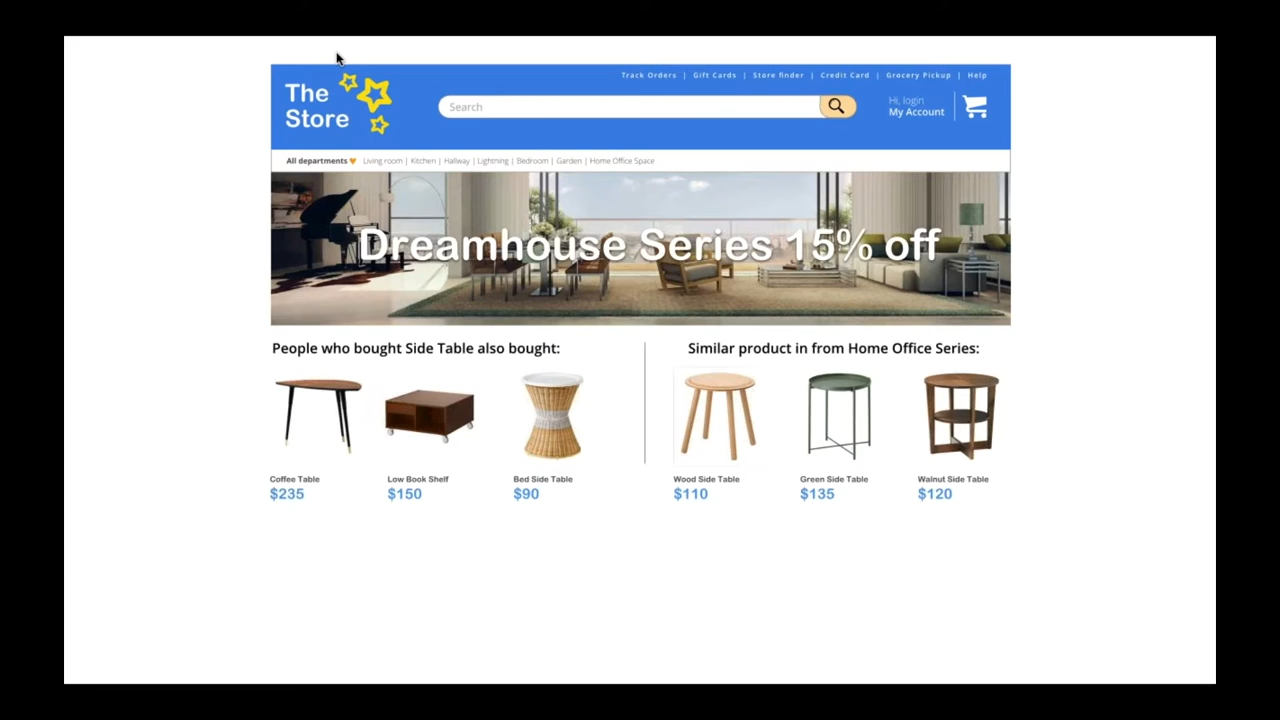 Track Orders | Gift Cards | Store finder | Credit Card | Grocery Pickup | Help
The
Store
Search
Hi, login
My Account
All departments Living room | Kitchen | Hallway | Lightning | Bedroom | Garden | Home Office Space
Dreamhouse Series 15% off
People who bought Side Table also bought:
Coffee Table
$235
Low Book Shelf
$150
Bed Side Table
$90
Similar product in from Home Office Series:
Wood Side Table
$110
Green Side Table
$135
Walnut Side Table
$120